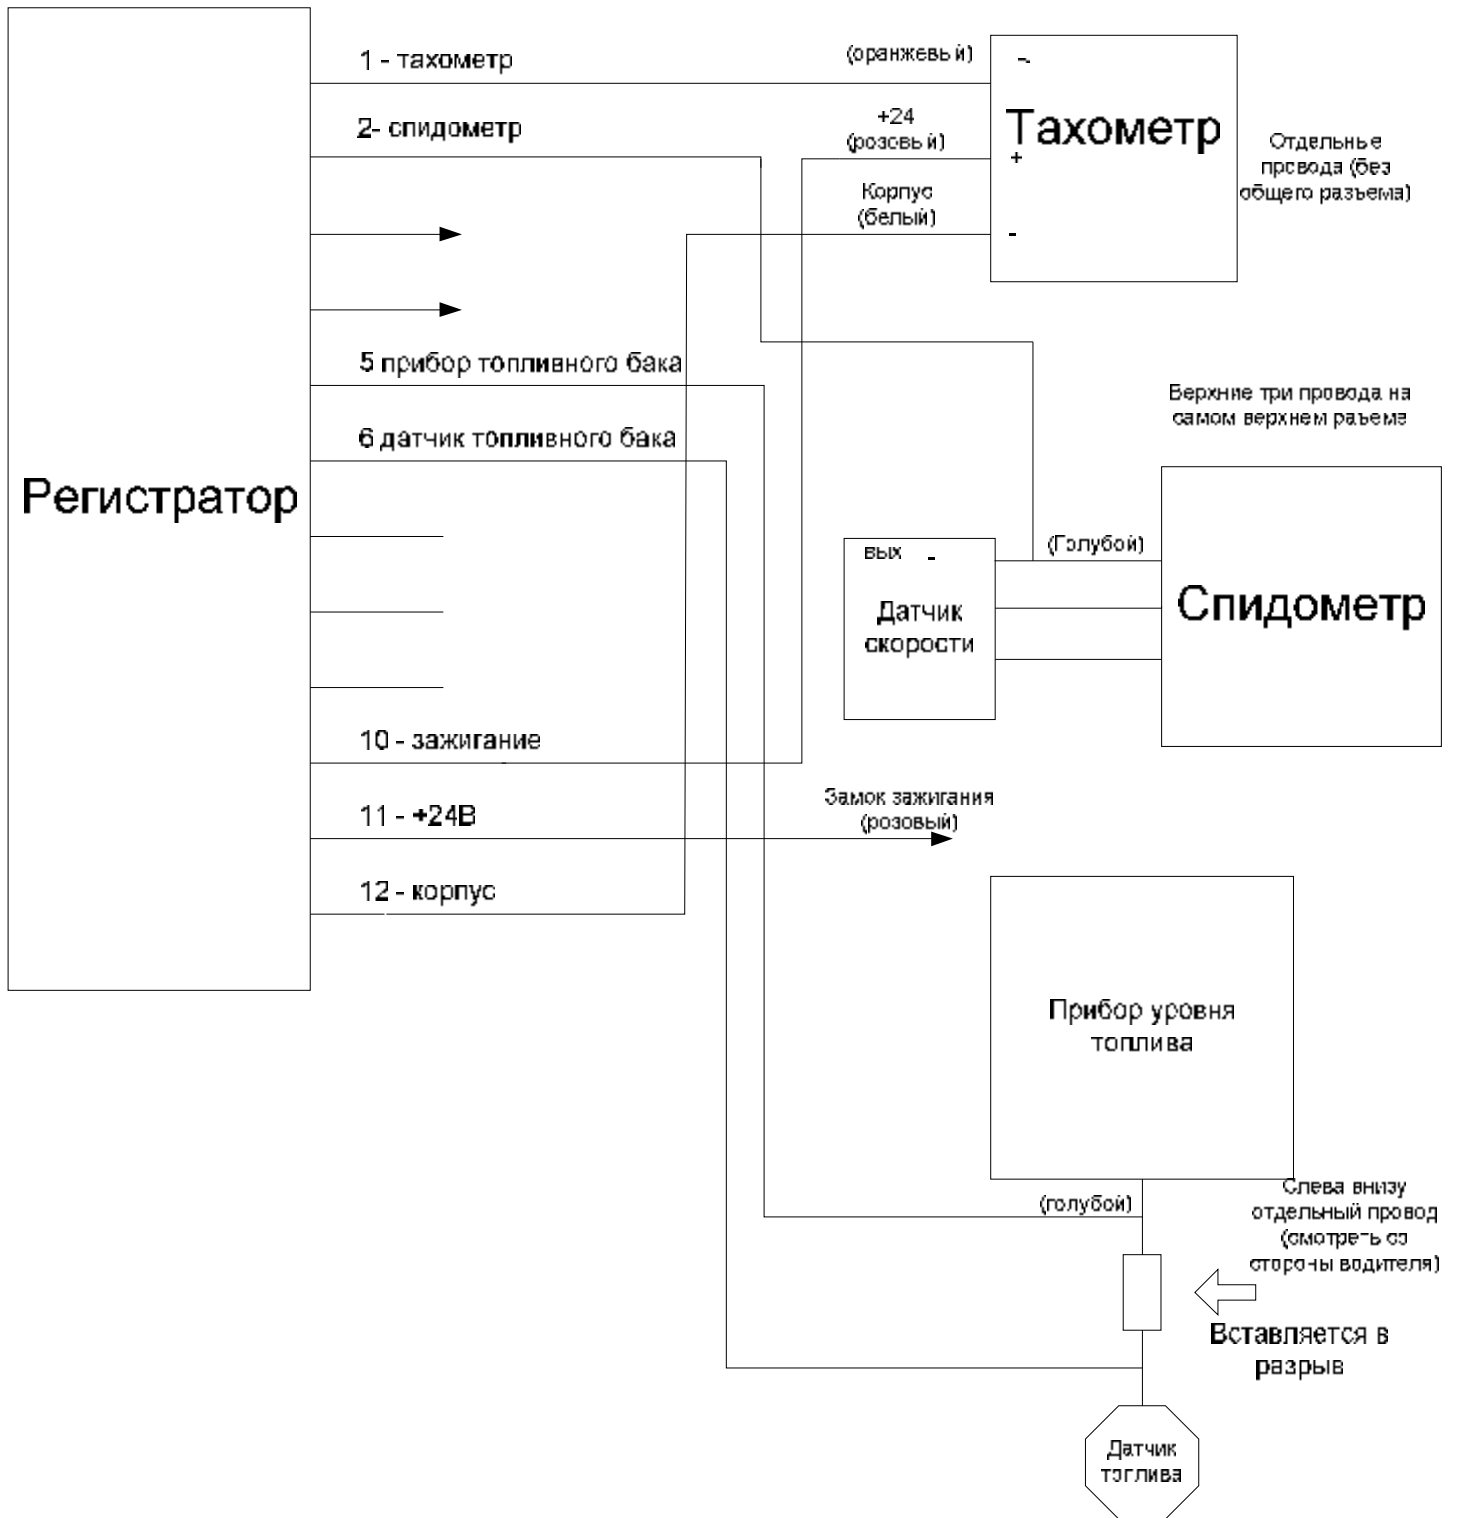 1 - тахометр
(оранжевый)
~
2- спидометр
+24
(розовый)
Тахометр
+
Корпус
(белый)
-
Отдельные
провода (без
общего разъема)
5 прибор топливного бака
6 датчик топливного бака
Верхние три провода на
самом верхнем раъеме
Регистратор
вых -
(Голубой)
Датчик
скорости
Спидометр
10 - зажигание
11 - +24В
Замок зажигания
(розовый)
12 - корпус
Прибор уровня
топлива
(голубой)
Слева внизу
отдельный провод
(смотреть со
стороны водителя)
Вставляется в
разрыв
Датчик
топлива